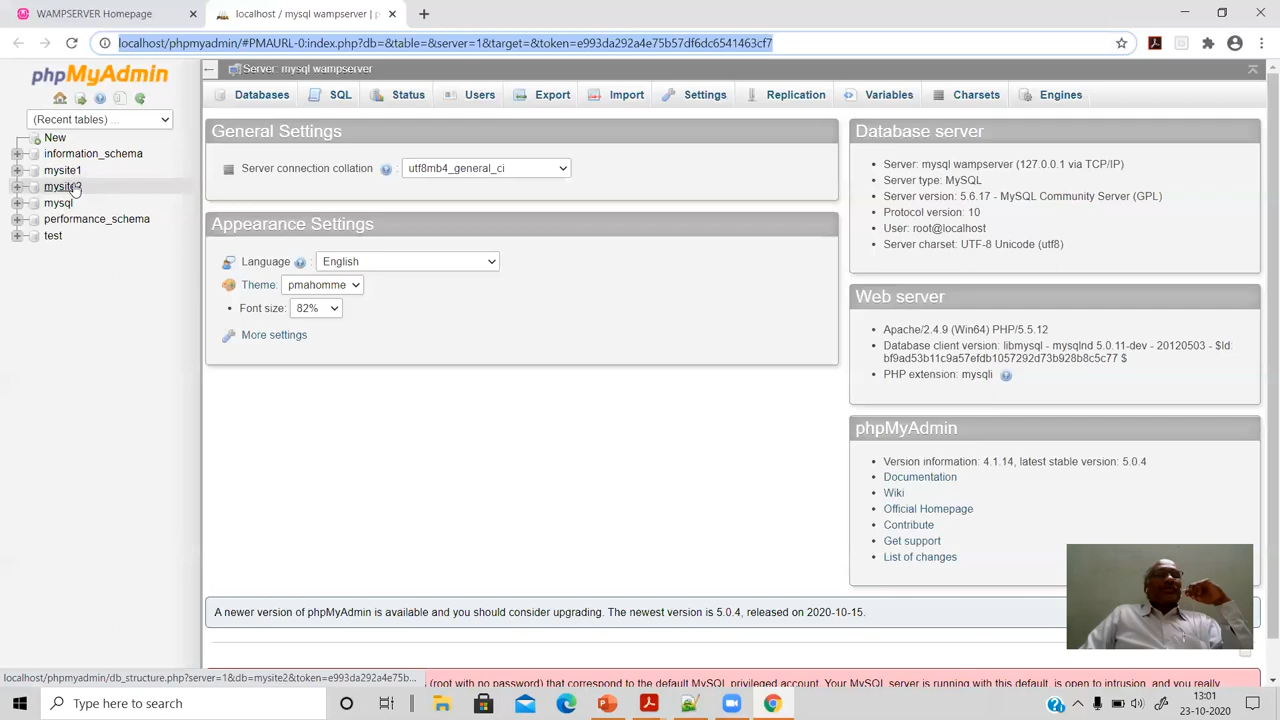 WAMPSERVER Homepage
localhost / mysql wampserver | p
localhost/phpmyadmin/#PMAURL-0:index.php?db=&table=&server=1&target=&token=e993da292a4e75b57df6dc6541463cf7
phpMyAdmin
(Recent tables) ...
New
information_schema
mysite1
mysite2
mysql
performance_schema
test
Server: mysql wampserver
Databases SQL Status Users Export Import Settings Replication Variables Charsets Engines
General Settings
Server connection collation : utf8mb4_general_ci
Appearance Settings
Language : English
Theme: pmahomme
• Font size: 82%
More settings
Database server
• Server: mysql wampserver (127.0.0.1 via TCP/IP)
• Server type: MySQL
• Server version: 5.6.17 - MySQL Community Server (GPL)
• Protocol version: 10
• User: root@localhost
• Server charset: UTF-8 Unicode (utf8)
Web server
• Apache/2.4.9 (Win64) PHP/5.5.12
• Database client version: libmysql - mysqlnd 5.0.11-dev - 20120503 - $Id:
bf9ad53b11c9a57efdb1057292d73b928b8c5c77 $
• PHP extension: mysqli
phpMyAdmin
• Version information: 4.1.14, latest stable version: 5.0.4
• Documentation
• Wiki
• Official Homepage
• Contribute
• Get support
• List of changes
A newer version of phpMyAdmin is available and you should consider upgrading. The newest version is 5.0.4, released on 2020-10-15.
(root with no password) that correspond to the default MySQL privileged account. Your MySQL server is running with this default, is open to intrusion, and you really
localhost/phpmyadmin/db_structure.php?server=1&db=mysite2&token=e993da292a4e75...
Type here to search
13:01
23-10-2020